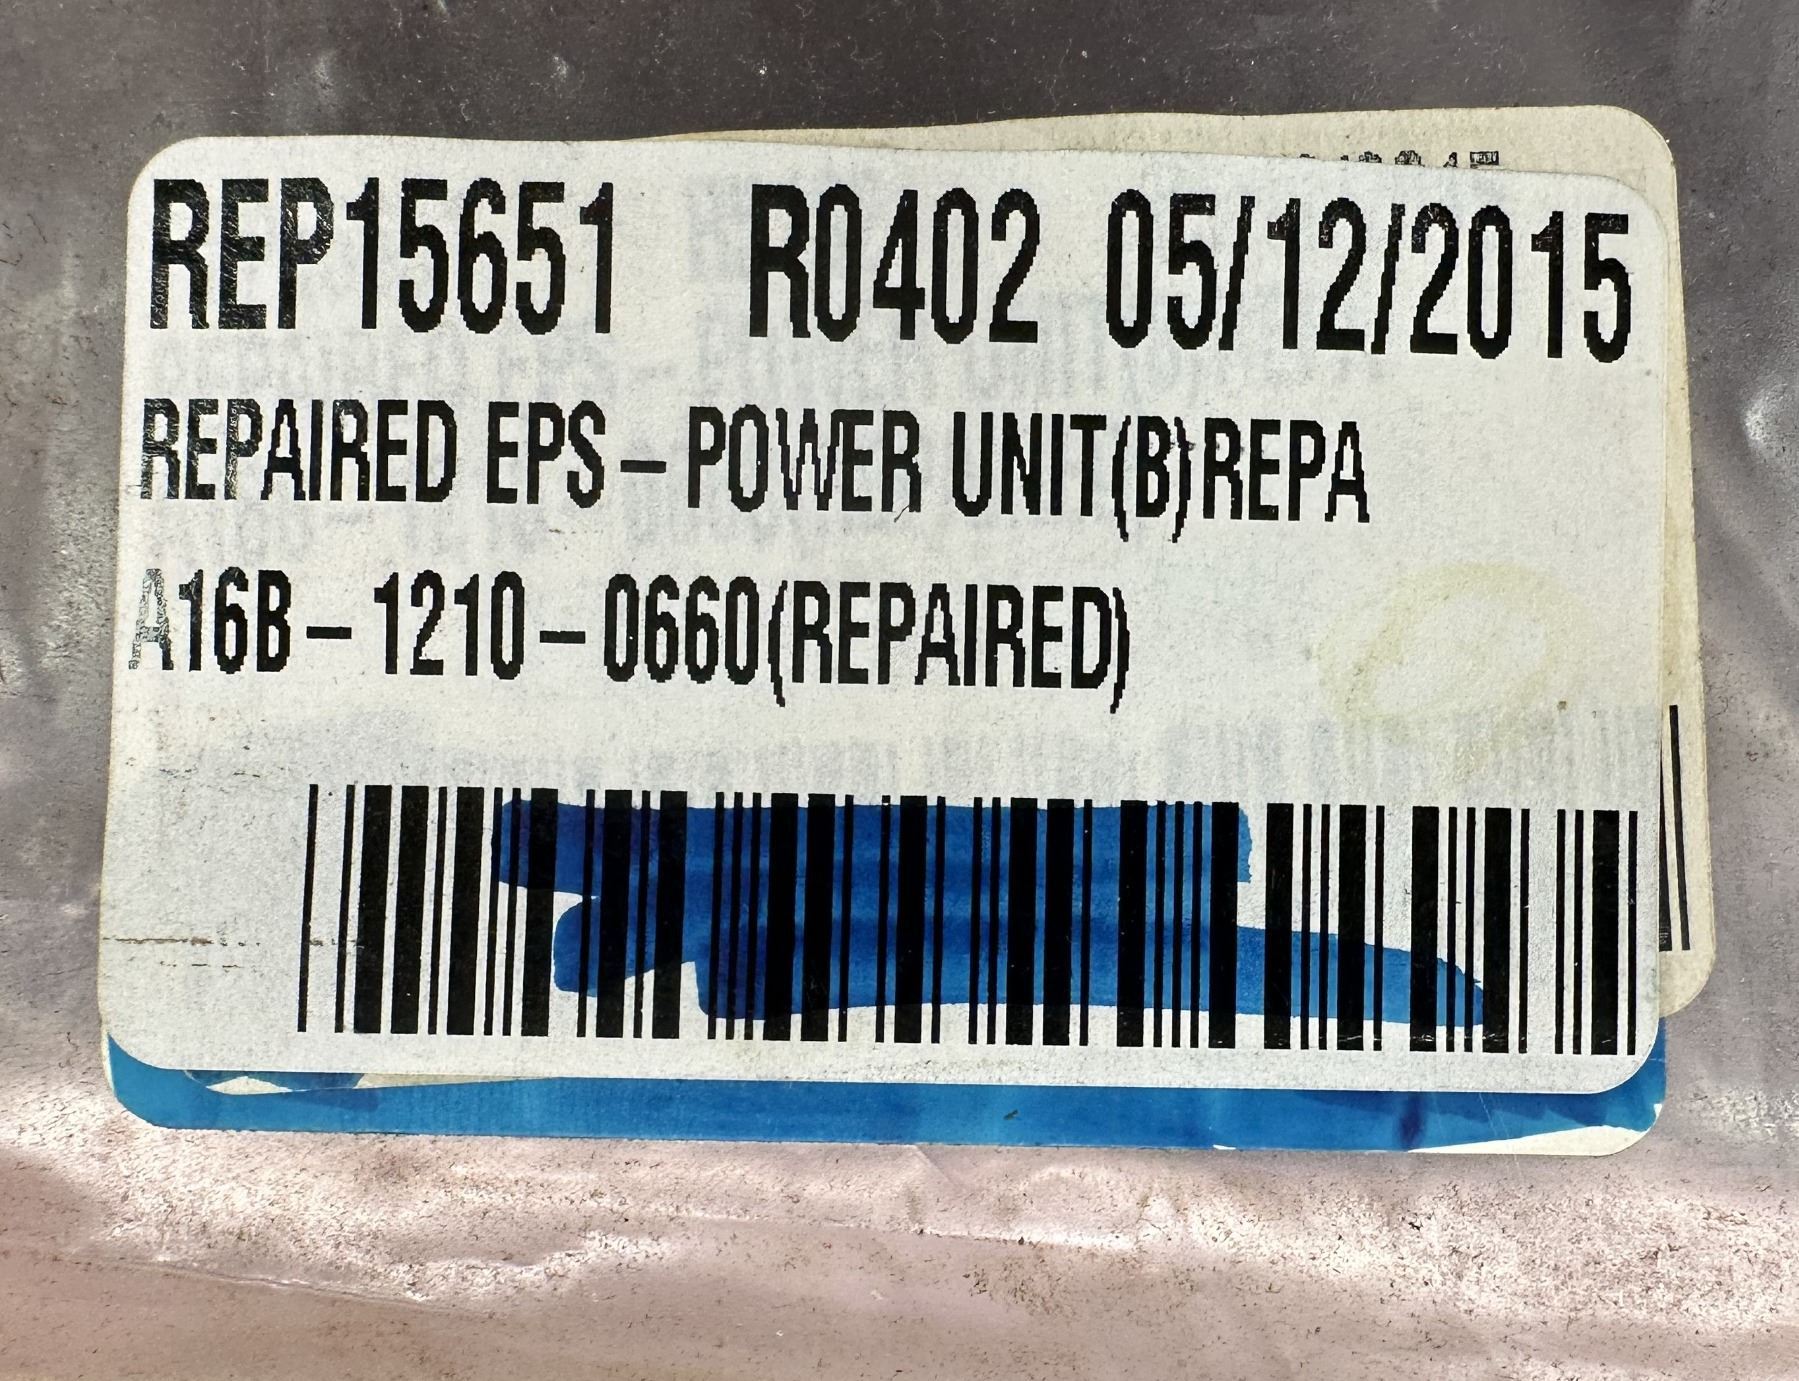 REP15651 R0402 05/12/2015
REPAIRED EPS-POWER UNIT(B)REPA
A16B-1210-0660(REPAIRED)